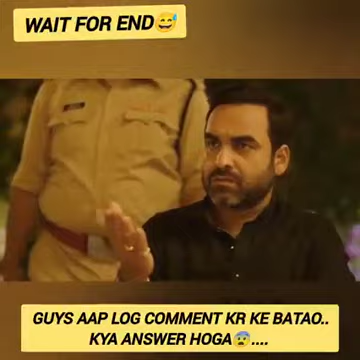 WAIT FOR END😅
GUYS AAP LOG COMMENT KR KE BATAO..
KYA ANSWER HOGA😨....